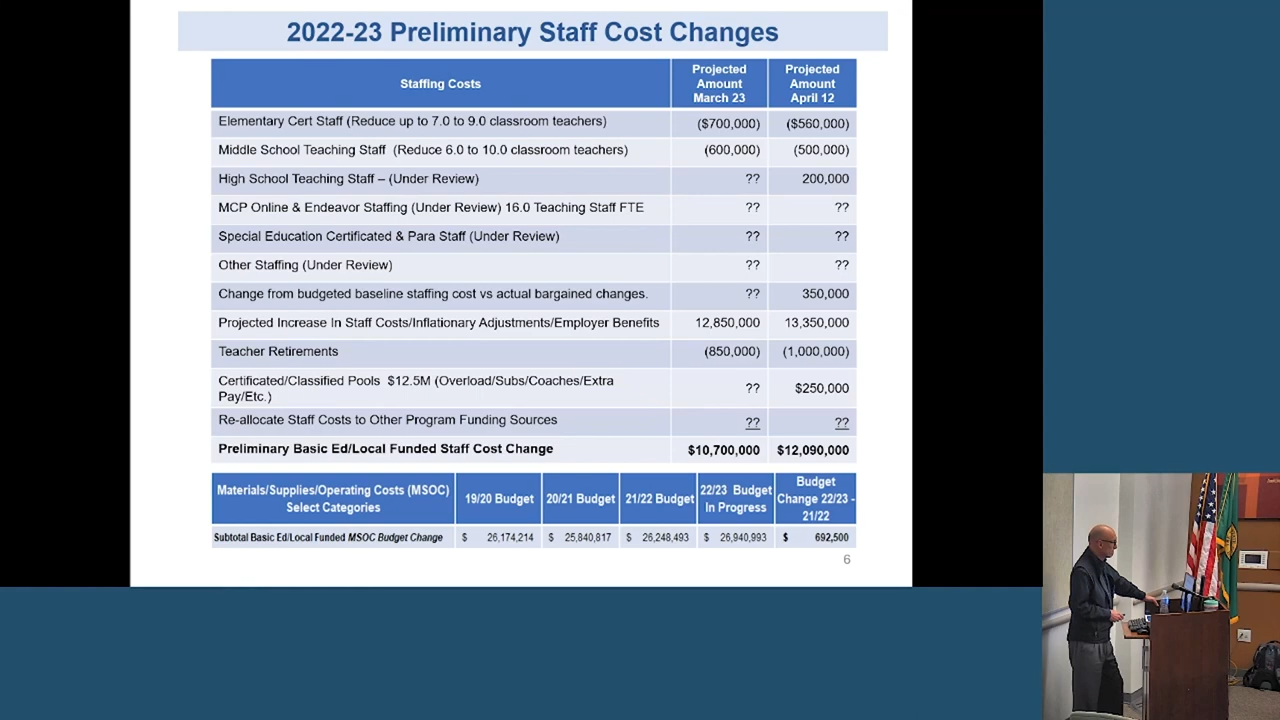 2022-23 Preliminary Staff Cost Changes
Staffing Costs
Projected Amount March 23
Projected Amount April 12
Elementary Cert Staff (Reduce up to 7.0 to 9.0 classroom teachers) ($700,000) ($560,000)
Middle School Teaching Staff (Reduce 6.0 to 10.0 classroom teachers) (600,000) (500,000)
High School Teaching Staff – (Under Review) ?? 200,000
MCP Online & Endeavor Staffing (Under Review) 16.0 Teaching Staff FTE ?? ??
Special Education Certificated & Para Staff (Under Review) ?? ??
Other Staffing (Under Review) ?? ??
Change from budgeted baseline staffing cost vs actual bargained changes. ?? 350,000
Projected Increase In Staff Costs/Inflationary Adjustments/Employer Benefits 12,850,000 13,350,000
Teacher Retirements (850,000) (1,000,000)
Certificated/Classified Pools $12.5M (Overload/Subs/Coaches/Extra
Pay/Etc.) ?? $250,000
Re-allocate Staff Costs to Other Program Funding Sources ?? ??
Preliminary Basic Ed/Local Funded Staff Cost Change $10,700,000 $12,090,000
Materials/Supplies/Operating Costs (MSOC)
Select Categories
19/20 Budget
20/21 Budget
21/22 Budget
22/23 Budget
In Progress
Budget
Change 22/23 -
21/22
Subtotal Basic Ed/Local Funded MSOC Budget Change $ 26,174,214 $ 25,840,817 $ 26,248,493 $ 26,940,993 $ 692,500
6